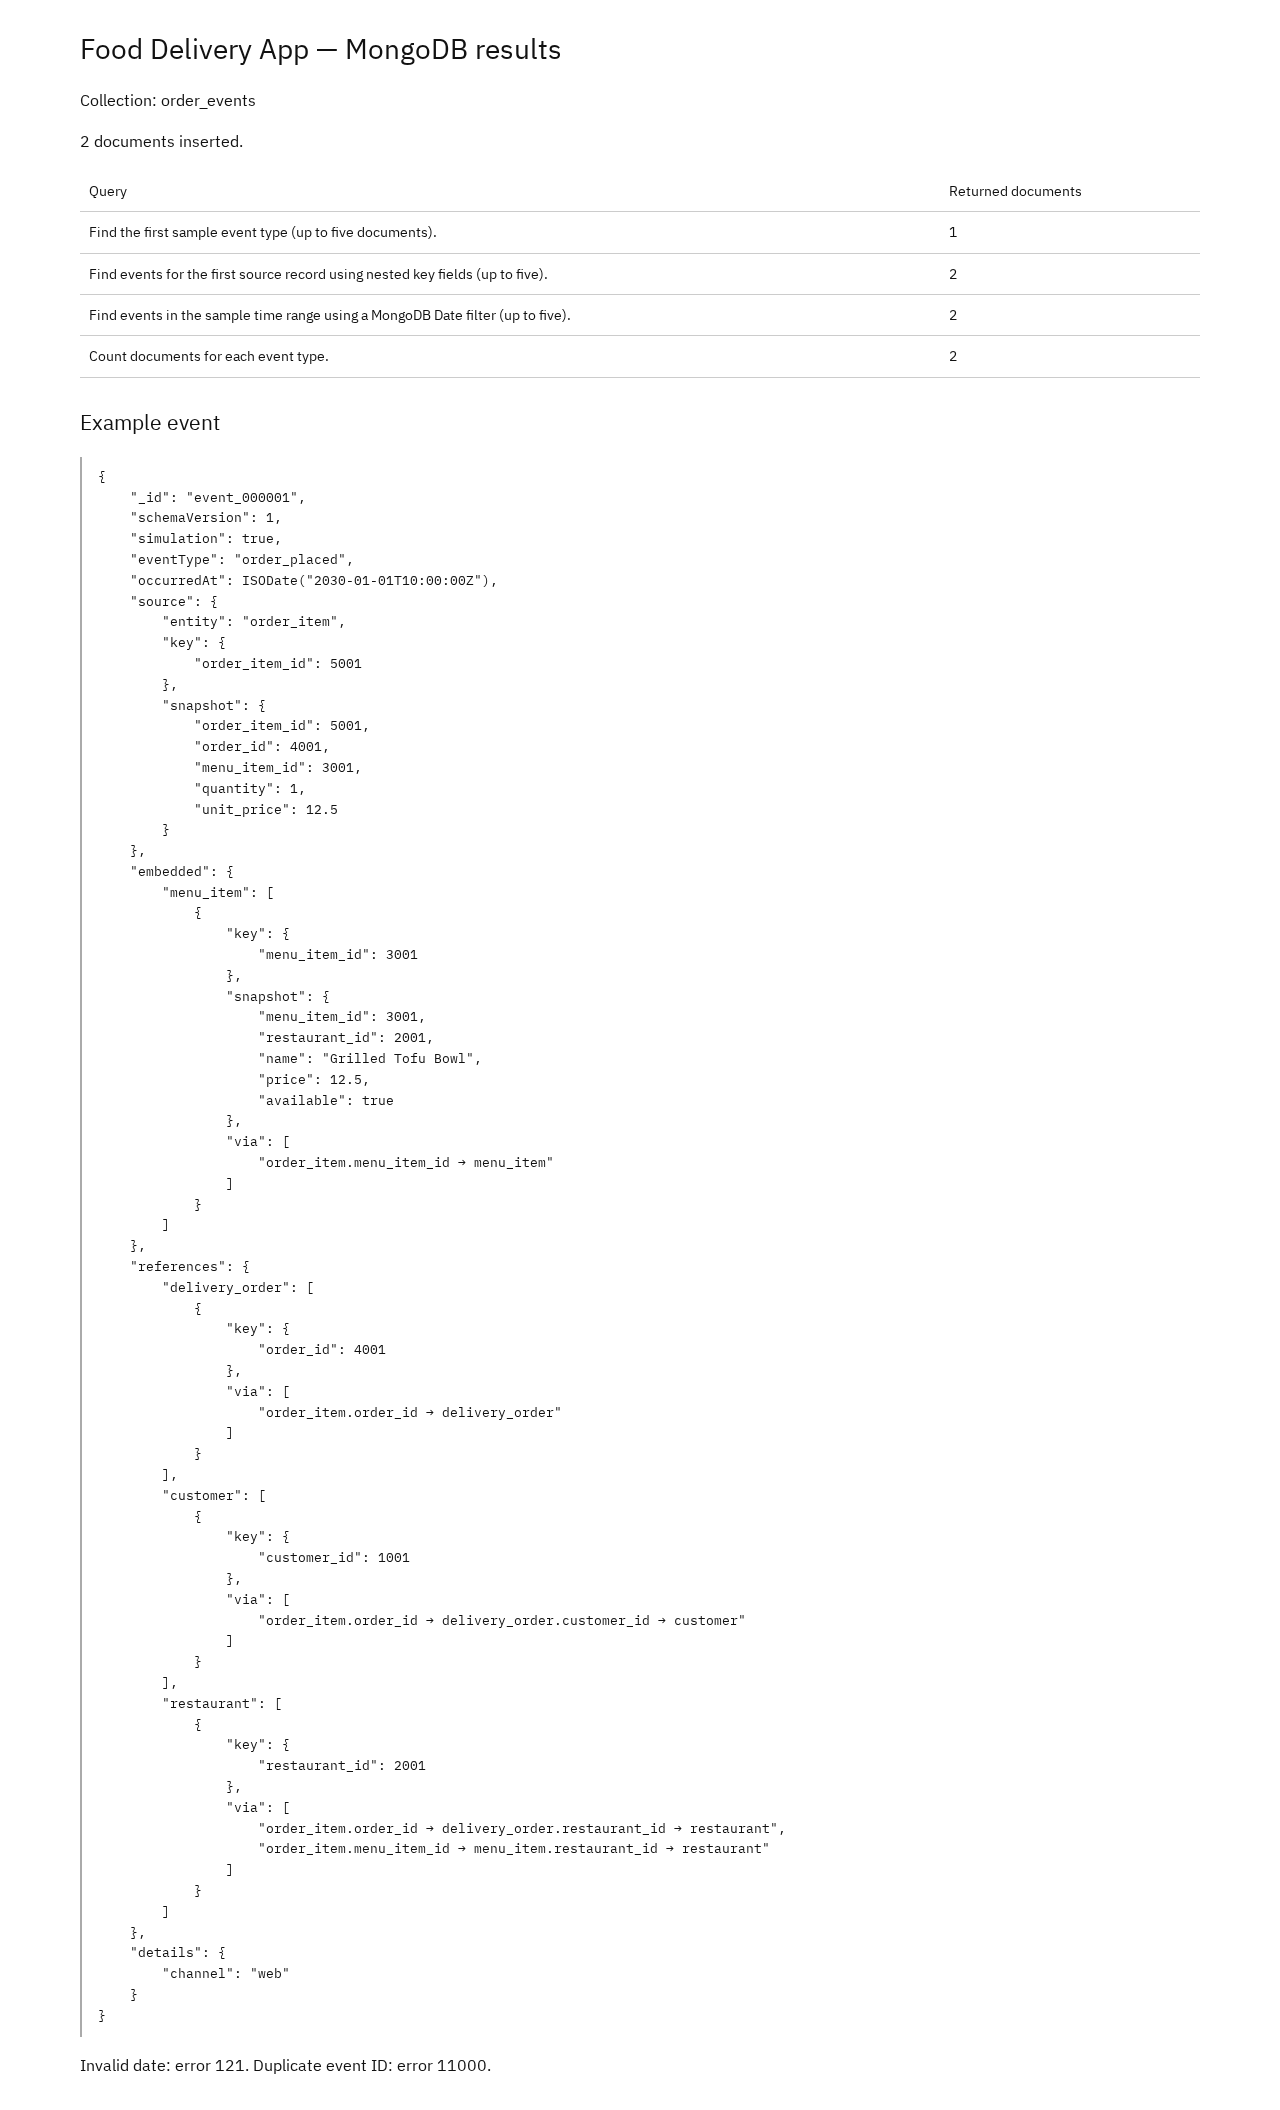 Food Delivery App — MongoDB results
Collection: order_events
2 documents inserted.
Query Returned documents
Find the first sample event type (up to five documents). 1
Find events for the first source record using nested key fields (up to five). 2
Find events in the sample time range using a MongoDB Date filter (up to five). 2
Count documents for each event type. 2
Example event
{
    "_id": "event_000001",
    "schemaVersion": 1,
    "simulation": true,
    "eventType": "order_placed",
    "occurredAt": ISODate("2030-01-01T10:00:00Z"),
    "source": {
        "entity": "order_item",
        "key": {
            "order_item_id": 5001
        },
        "snapshot": {
            "order_item_id": 5001,
            "order_id": 4001,
            "menu_item_id": 3001,
            "quantity": 1,
            "unit_price": 12.5
        }
    },
    "embedded": {
        "menu_item": [
            {
                "key": {
                    "menu_item_id": 3001
                },
                "snapshot": {
                    "menu_item_id": 3001,
                    "restaurant_id": 2001,
                    "name": "Grilled Tofu Bowl",
                    "price": 12.5,
                    "available": true
                },
                "via": [
                    "order_item.menu_item_id → menu_item"
                ]
            }
        ]
    },
    "references": {
        "delivery_order": [
            {
                "key": {
                    "order_id": 4001
                },
                "via": [
                    "order_item.order_id → delivery_order"
                ]
            }
        ],
        "customer": [
            {
                "key": {
                    "customer_id": 1001
                },
                "via": [
                    "order_item.order_id → delivery_order.customer_id → customer"
                ]
            }
        ],
        "restaurant": [
            {
                "key": {
                    "restaurant_id": 2001
                },
                "via": [
                    "order_item.order_id → delivery_order.restaurant_id → restaurant",
                    "order_item.menu_item_id → menu_item.restaurant_id → restaurant"
                ]
            }
        ]
    },
    "details": {
        "channel": "web"
    }
}
Invalid date: error 121. Duplicate event ID: error 11000.